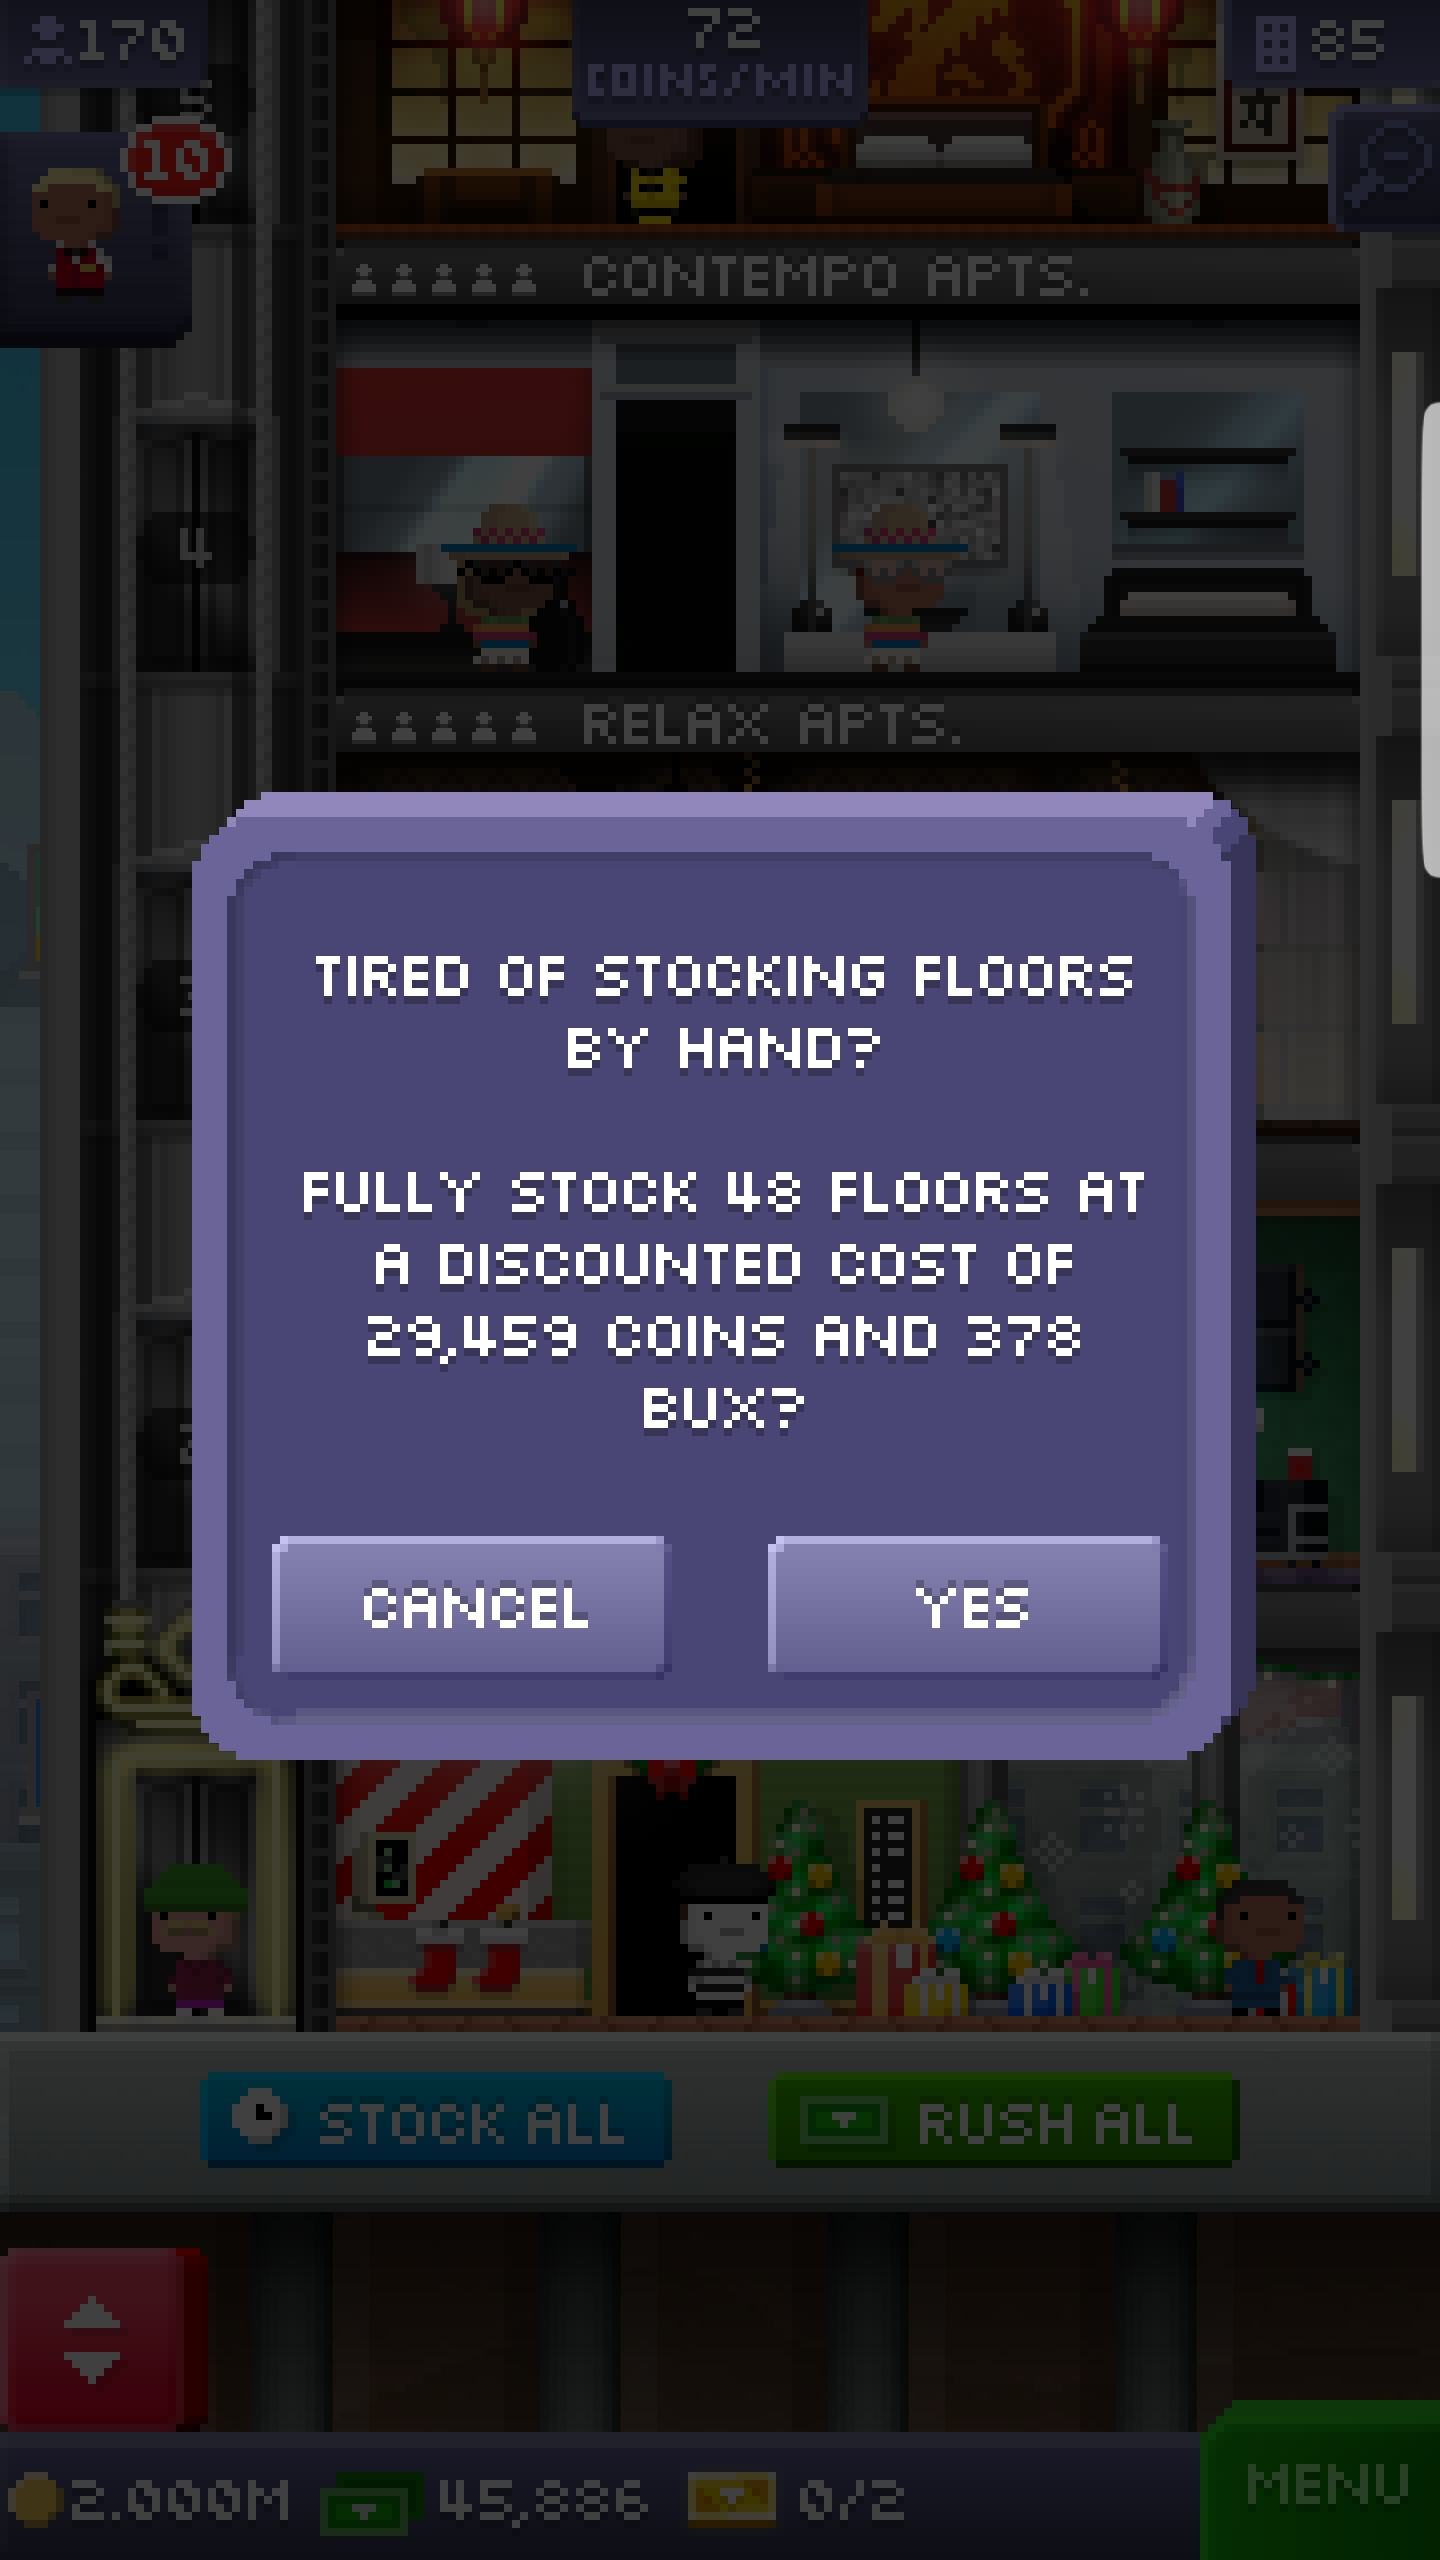 170
72
COINS/MIN
85
5
10
CONTEMPO APTS.
4
RELAX APTS.
TIRED OF STOCKING FLOORS
BY HAND?
FULLY STOCK 48 FLOORS AT
A DISCOUNTED COST OF
29,459 COINS AND 378
BUX?
CANCEL
YES
STOCK ALL
RUSH ALL
2.000M
45,886
0/2
MENU